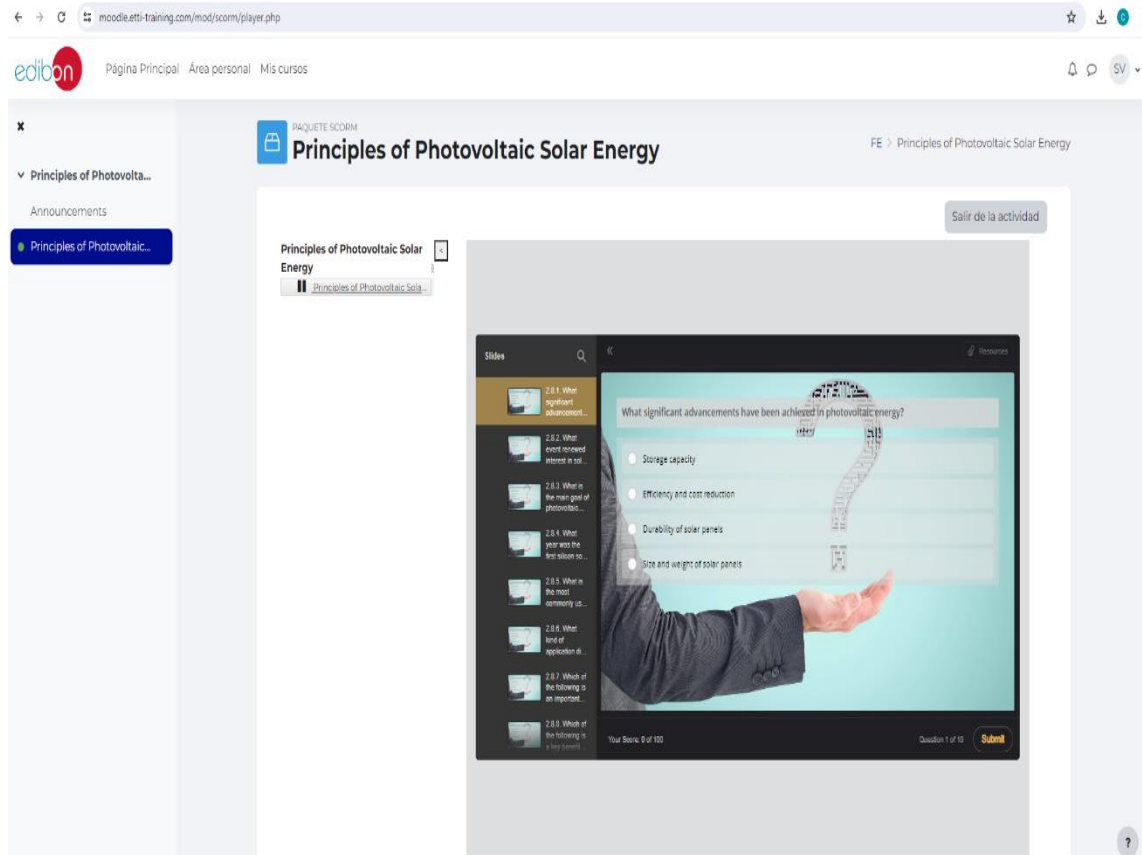 moodle.etti-training.com/mod/scorm/player.php
edibon
Página Principal Área personal Mis cursos
SV
PAQUETE SCORM
Principles of Photovoltaic Solar Energy
FE > Principles of Photovoltaic Solar Energy
x
Principles of Photovolta...
Announcements
Principles of Photovoltaic...
Salir de la actividad
Principles of Photovoltaic Solar
Energy
<
Principles of Photovoltaic Sola...
Slides
Resources
2.8.1. What
significant
advancement...
2.8.2. What
event renewed
interest in sol...
2.8.3. What is
the main goal of
photovoltaic...
2.8.4. What
year was the
first silicon so...
2.8.5. What is
the most
commonly us...
2.8.6. What
kind of
application di...
2.8.7. Which of
the following is
an important...
2.8.8. Which of
the following is
a key benefit...
What significant advancements have been achieved in photovoltaic energy?
Storage capacity
Efficiency and cost reduction
Durability of solar panels
Size and weight of solar panels
Your Score: 0 of 100
Question 1 of 10
Submit
?